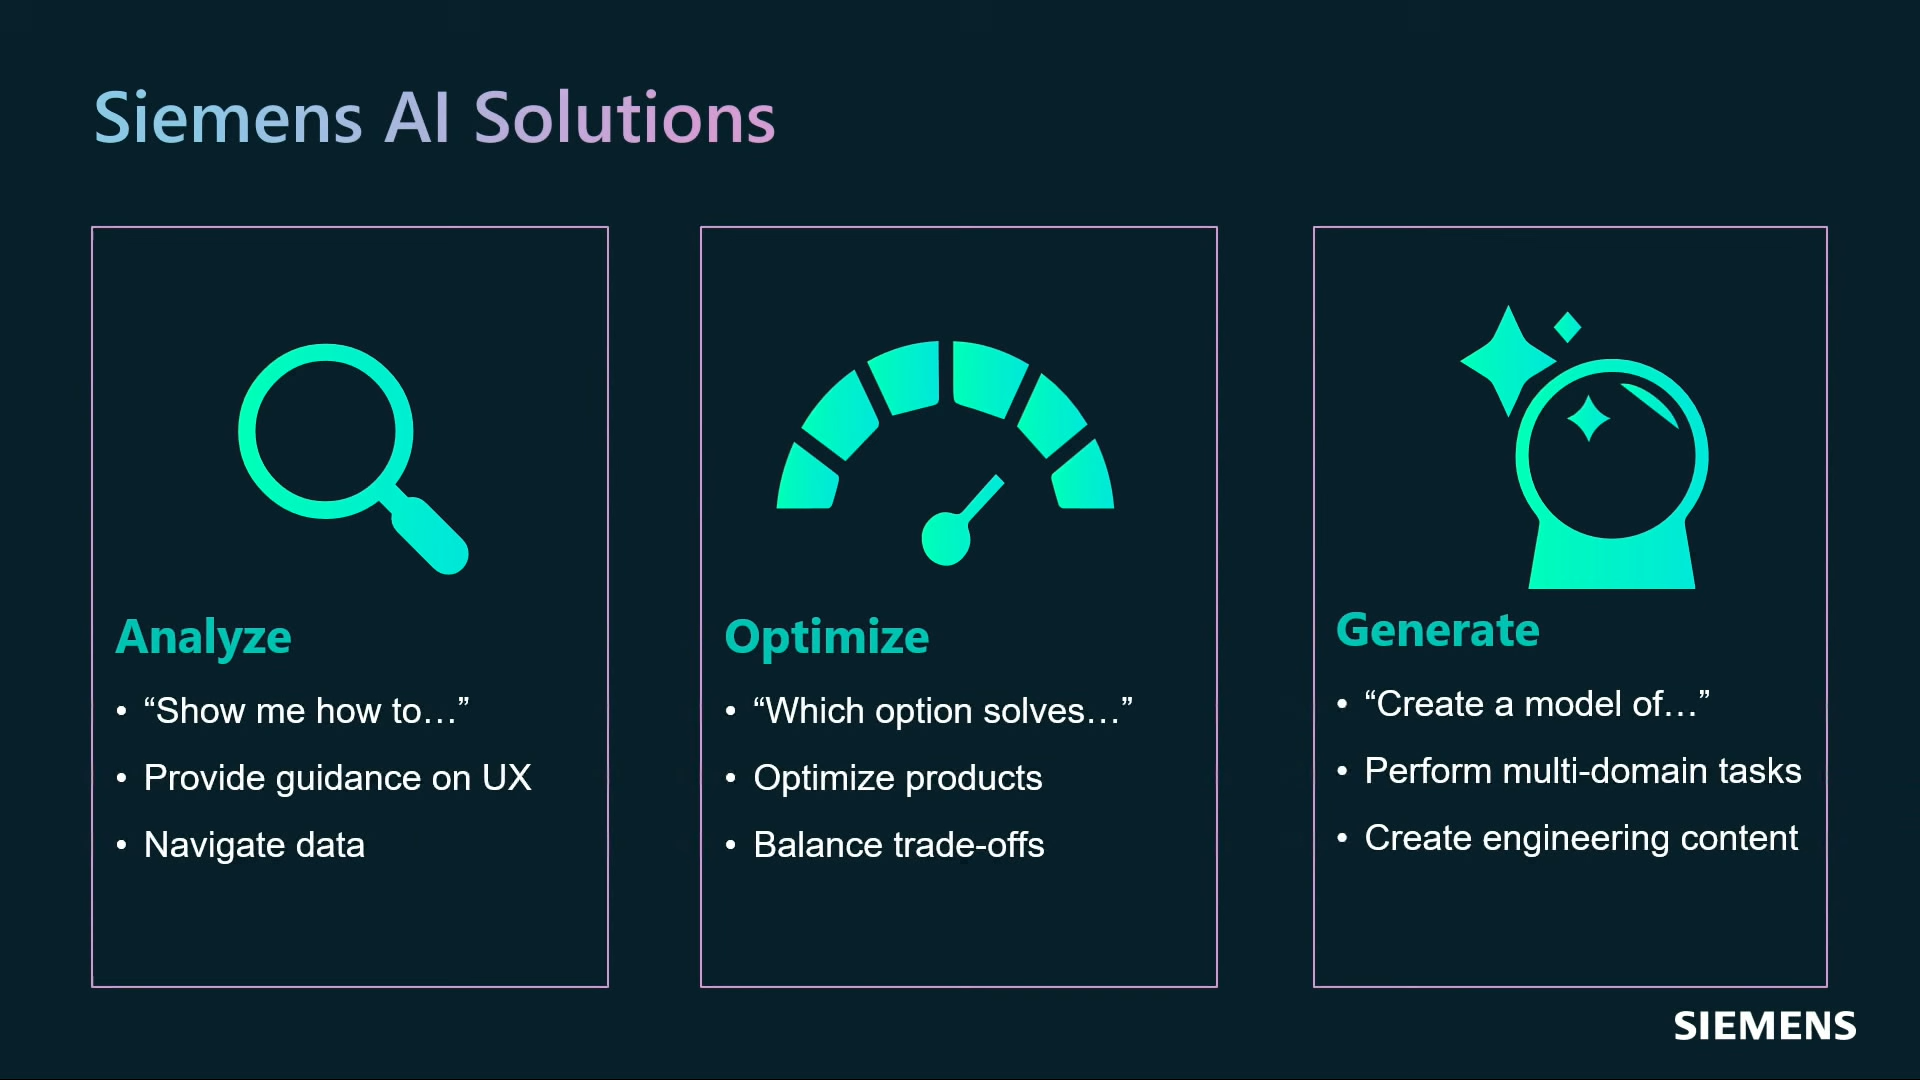 Siemens AI Solutions
Analyze
• “Show me how to…”
• Provide guidance on UX
• Navigate data
Optimize
• “Which option solves…”
• Optimize products
• Balance trade-offs
Generate
• “Create a model of…”
• Perform multi-domain tasks
• Create engineering content
SIEMENS